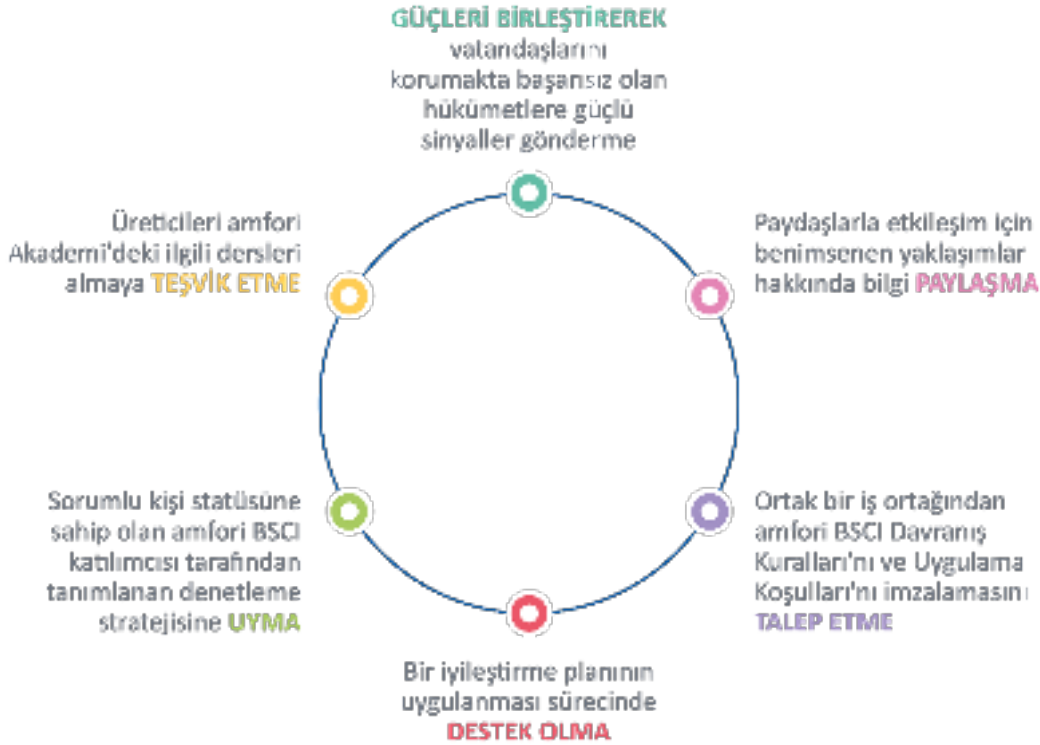 GÜÇLERİ BİRLEŞTİREREK
vatandaşlarını
korumakta başarısız olan
hükümetlere güçlü
sinyaller gönderme
Paydaşlarla etkileşim için
benimsenen yaklaşımlar
hakkında bilgi PAYLAŞMA
Ortak bir iş ortağından
amfori BSCI Davranış
Kuralları'nı ve Uygulama
Koşulları'nı imzalamasını
TALEP ETME
Bir iyileştirme planının
uygulanması sürecinde
DESTEK OLMA
Sorumlu kişi statüsüne
sahip olan amfori BSCI
katılımcısı tarafından
tanımlanan denetleme
stratejisine UYMA
Üreticileri amfori
Akademi'deki ilgili dersleri
almaya TEŞVİK ETME